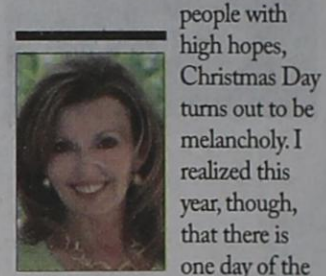 people with
high hopes,
Christmas Day
turns out to be
melancholy. I
realized this
year, though,
that there is
one day of the